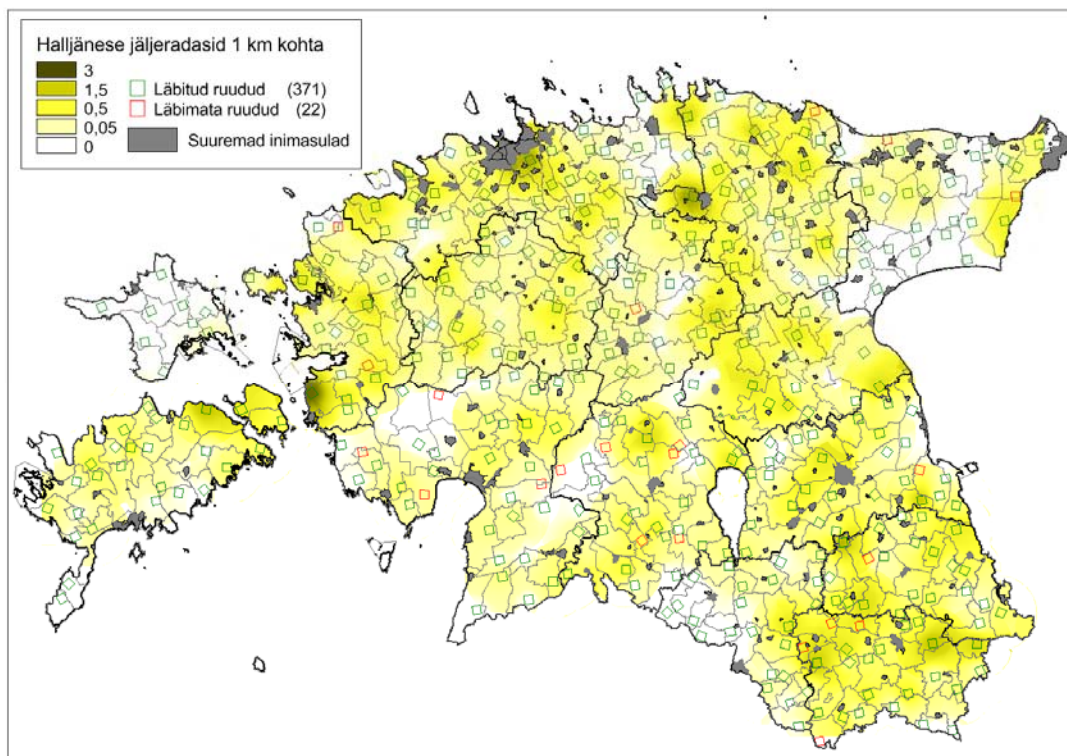 Halljänese jäljeradasid 1 km kohta
3
1,5
0,5
0,05
0
Läbitud ruudud (371)
Läbimata ruudud (22)
Suuremad inimasulad